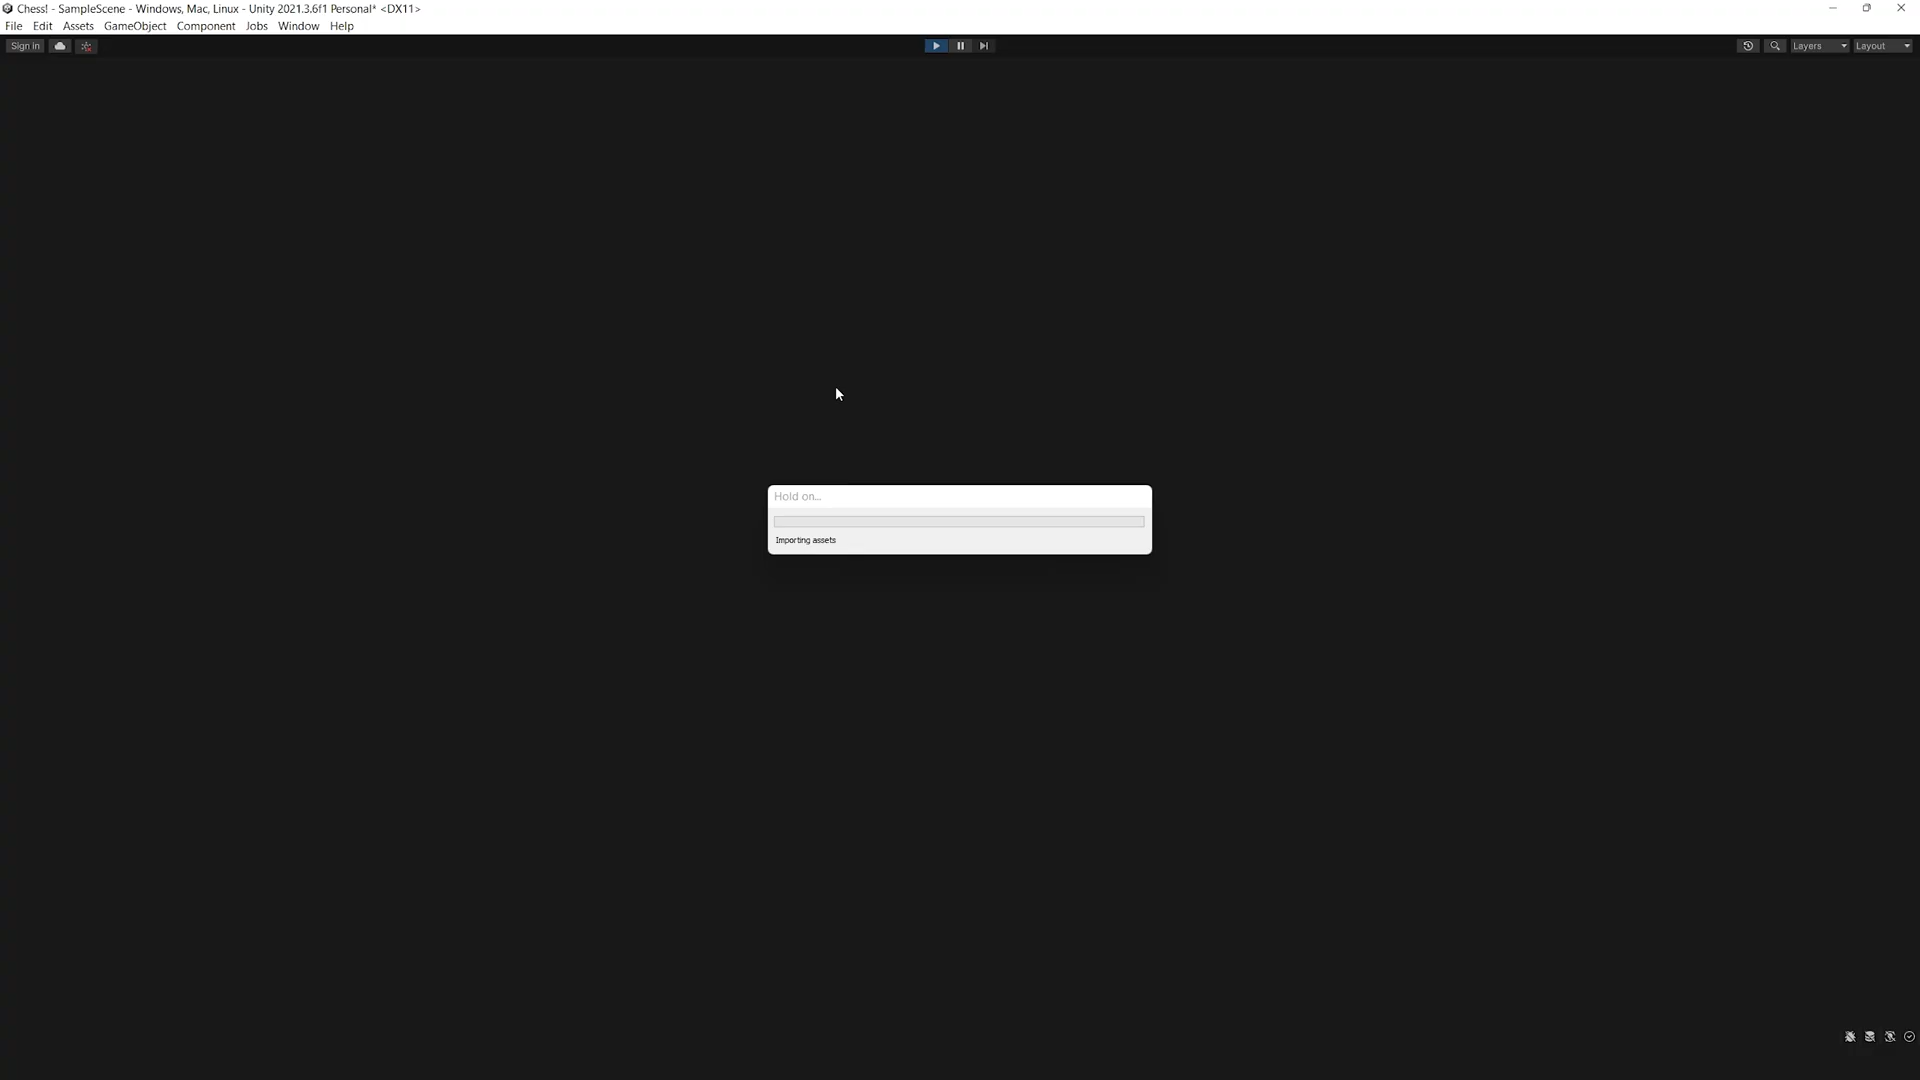 Chess! - SampleScene - Windows, Mac, Linux - Unity 2021.3.6f1 Personal* <DX11>
File Edit Assets GameObject Component Jobs Window Help
Sign in Layers Layout
Hold on...
Importing assets